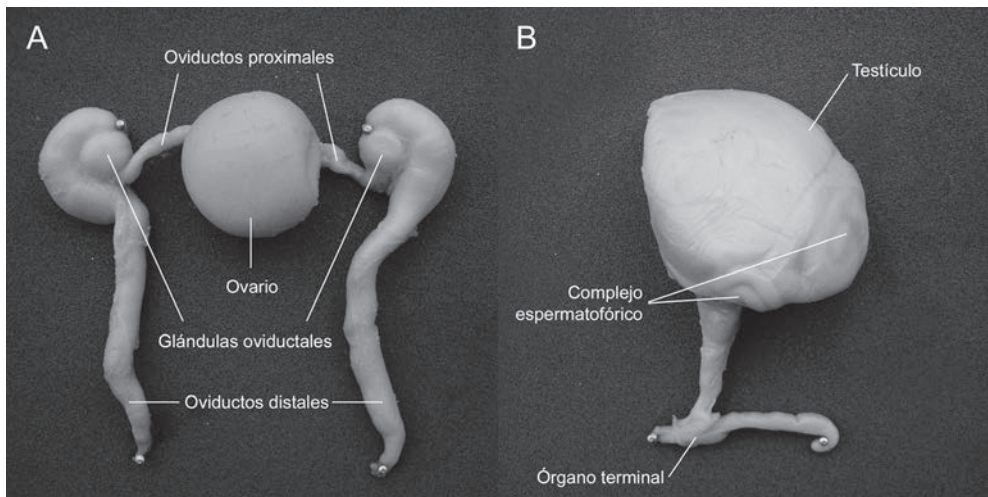 A
Oviductos proximales
Ovario
Glándulas oviductales
Oviductos distales
B
Testículo
Complejo
espermatofórico
Órgano terminal